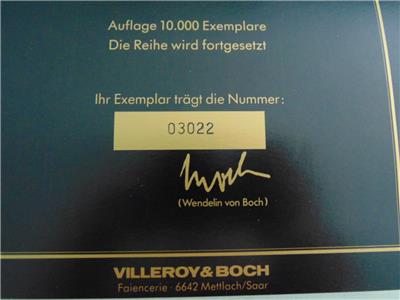 Auflage 10.000 Exemplare
Die Reihe wird fortgesetzt
Ihr Exemplar trägt die Nummer:
03022
Boch
(Wendelin von Boch)
VILLEROY & BOCH
Faiencerie · 6642 Mettlach/Saar